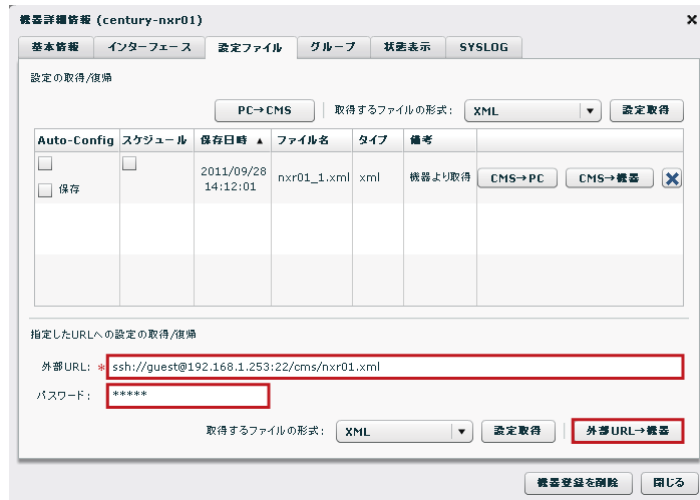 機器詳細情報 (century-nxr01)
基本情報 インターフェース 設定ファイル グループ 状態表示 SYSLOG
設定の取得/復帰
PC→CMS 取得するファイルの形式: XML 設定取得
Auto-Config スケジュール 保存日時 ▲ ファイル名 タイプ 備考
保存 2011/09/28 14:12:01 nxr01_1.xml xml 機器より取得 CMS→PC CMS→機器
指定したURLへの設定の取得/復帰
外部URL: * ssh://guest@192.168.1.253:22/cms/nxr01.xml
パスワード: *****
取得するファイルの形式: XML 設定取得 外部URL→機器
機器登録を削除 閉じる